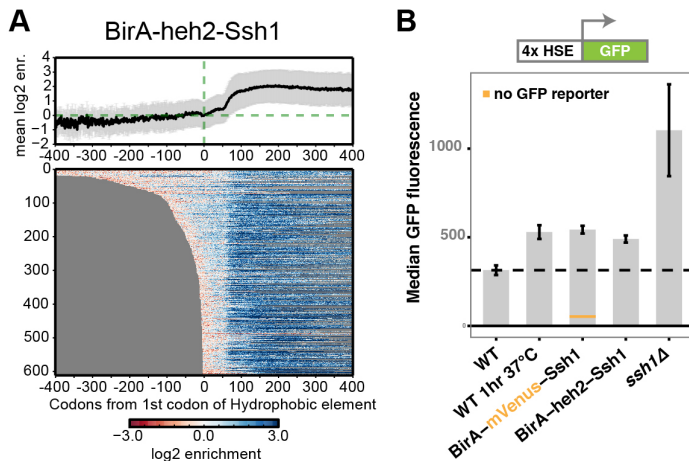 A
BirA-heh2-Ssh1
mean log2 enr.
4
3
2
1
0
−1
−2
-400 -300 -200 -100 0 100 200 300 400
0
100
200
300
400
500
600
-400 -300 -200 -100 0 100 200 300 400
Codons from 1st codon of Hydrophobic element
−3.0 0.0 3.0
log2 enrichment
B
4x HSE GFP
no GFP reporter
Median GFP fluorescence
1000
500
0
WT
WT 1hr 37°C
BirA–mVenus–Ssh1
BirA–heh2–Ssh1
ssh1Δ